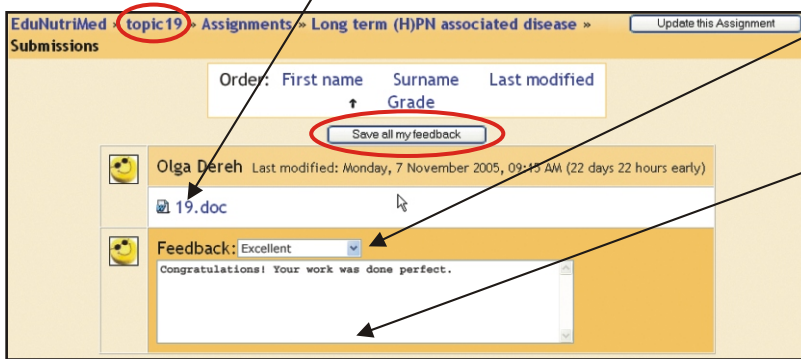 EduNutriMed » topic19 » Assignments » Long term (H)PN associated disease »
Update this Assignment
Submissions
Order: First name Surname Last modified
Grade
Save all my feedback
Olga Dereh Last modified: Monday, 7 November 2005, 09:15 AM (22 days 22 hours early)
19.doc
Feedback: Excellent
Congratulations! Your work was done perfect.